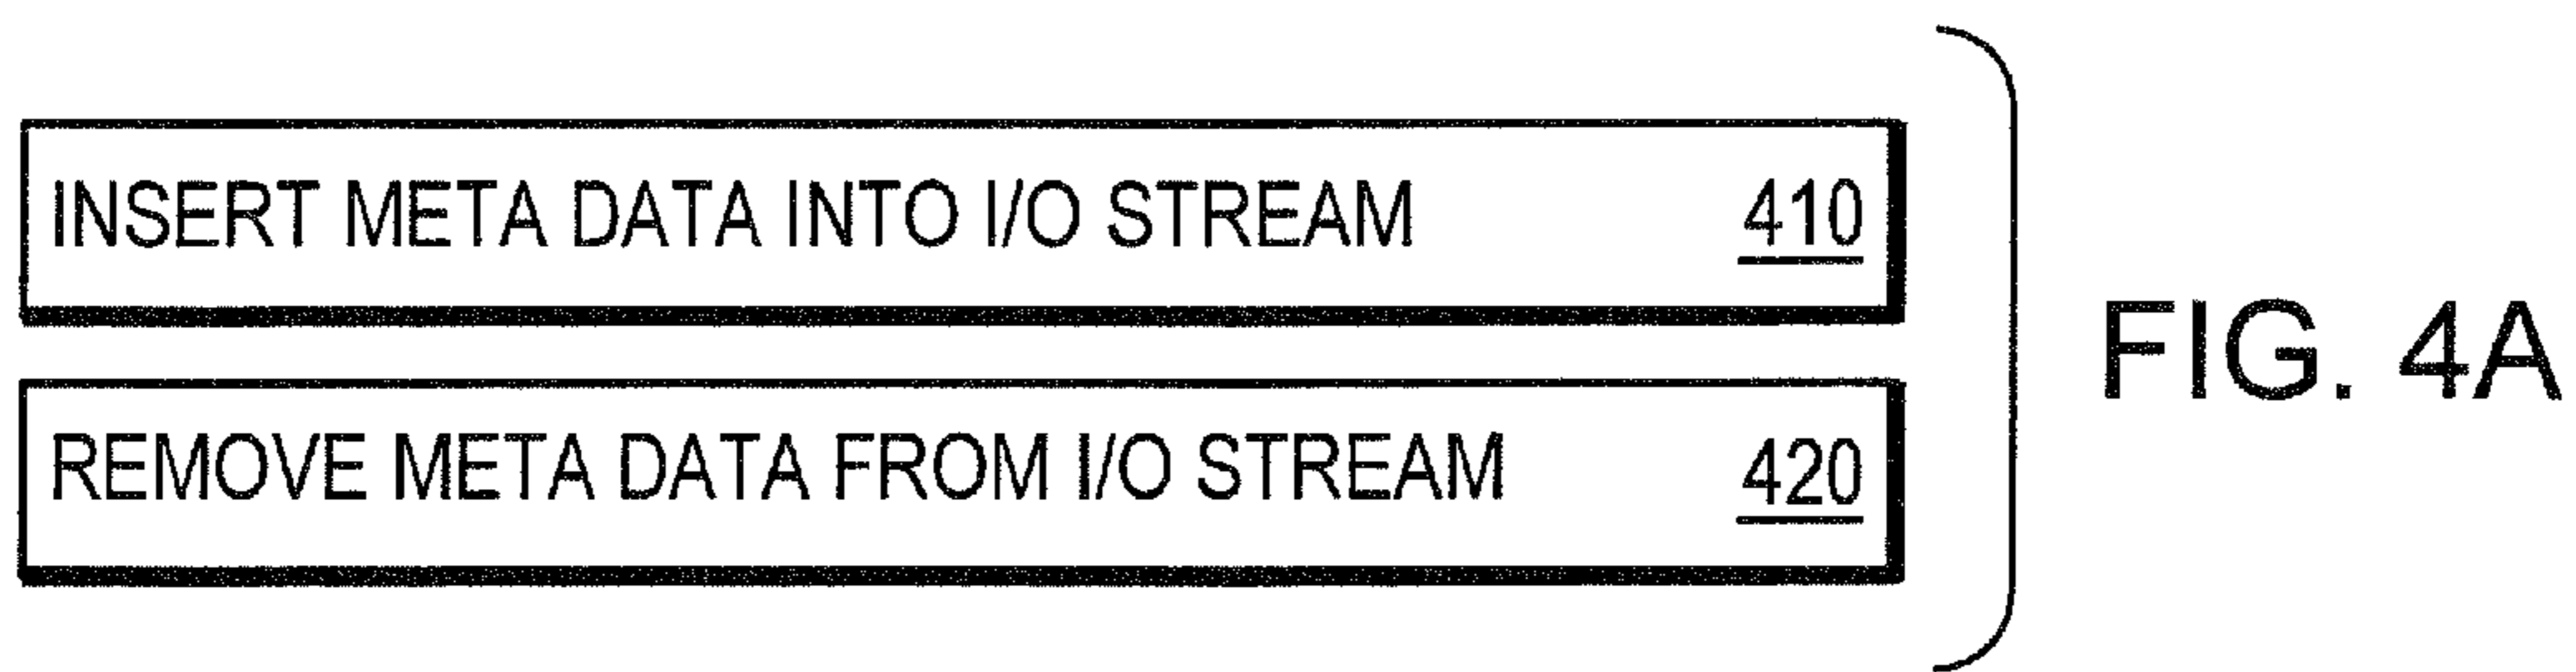 INSERT META DATA INTO I/O STREAM 410
REMOVE META DATA FROM I/O STREAM 420
FIG. 4A